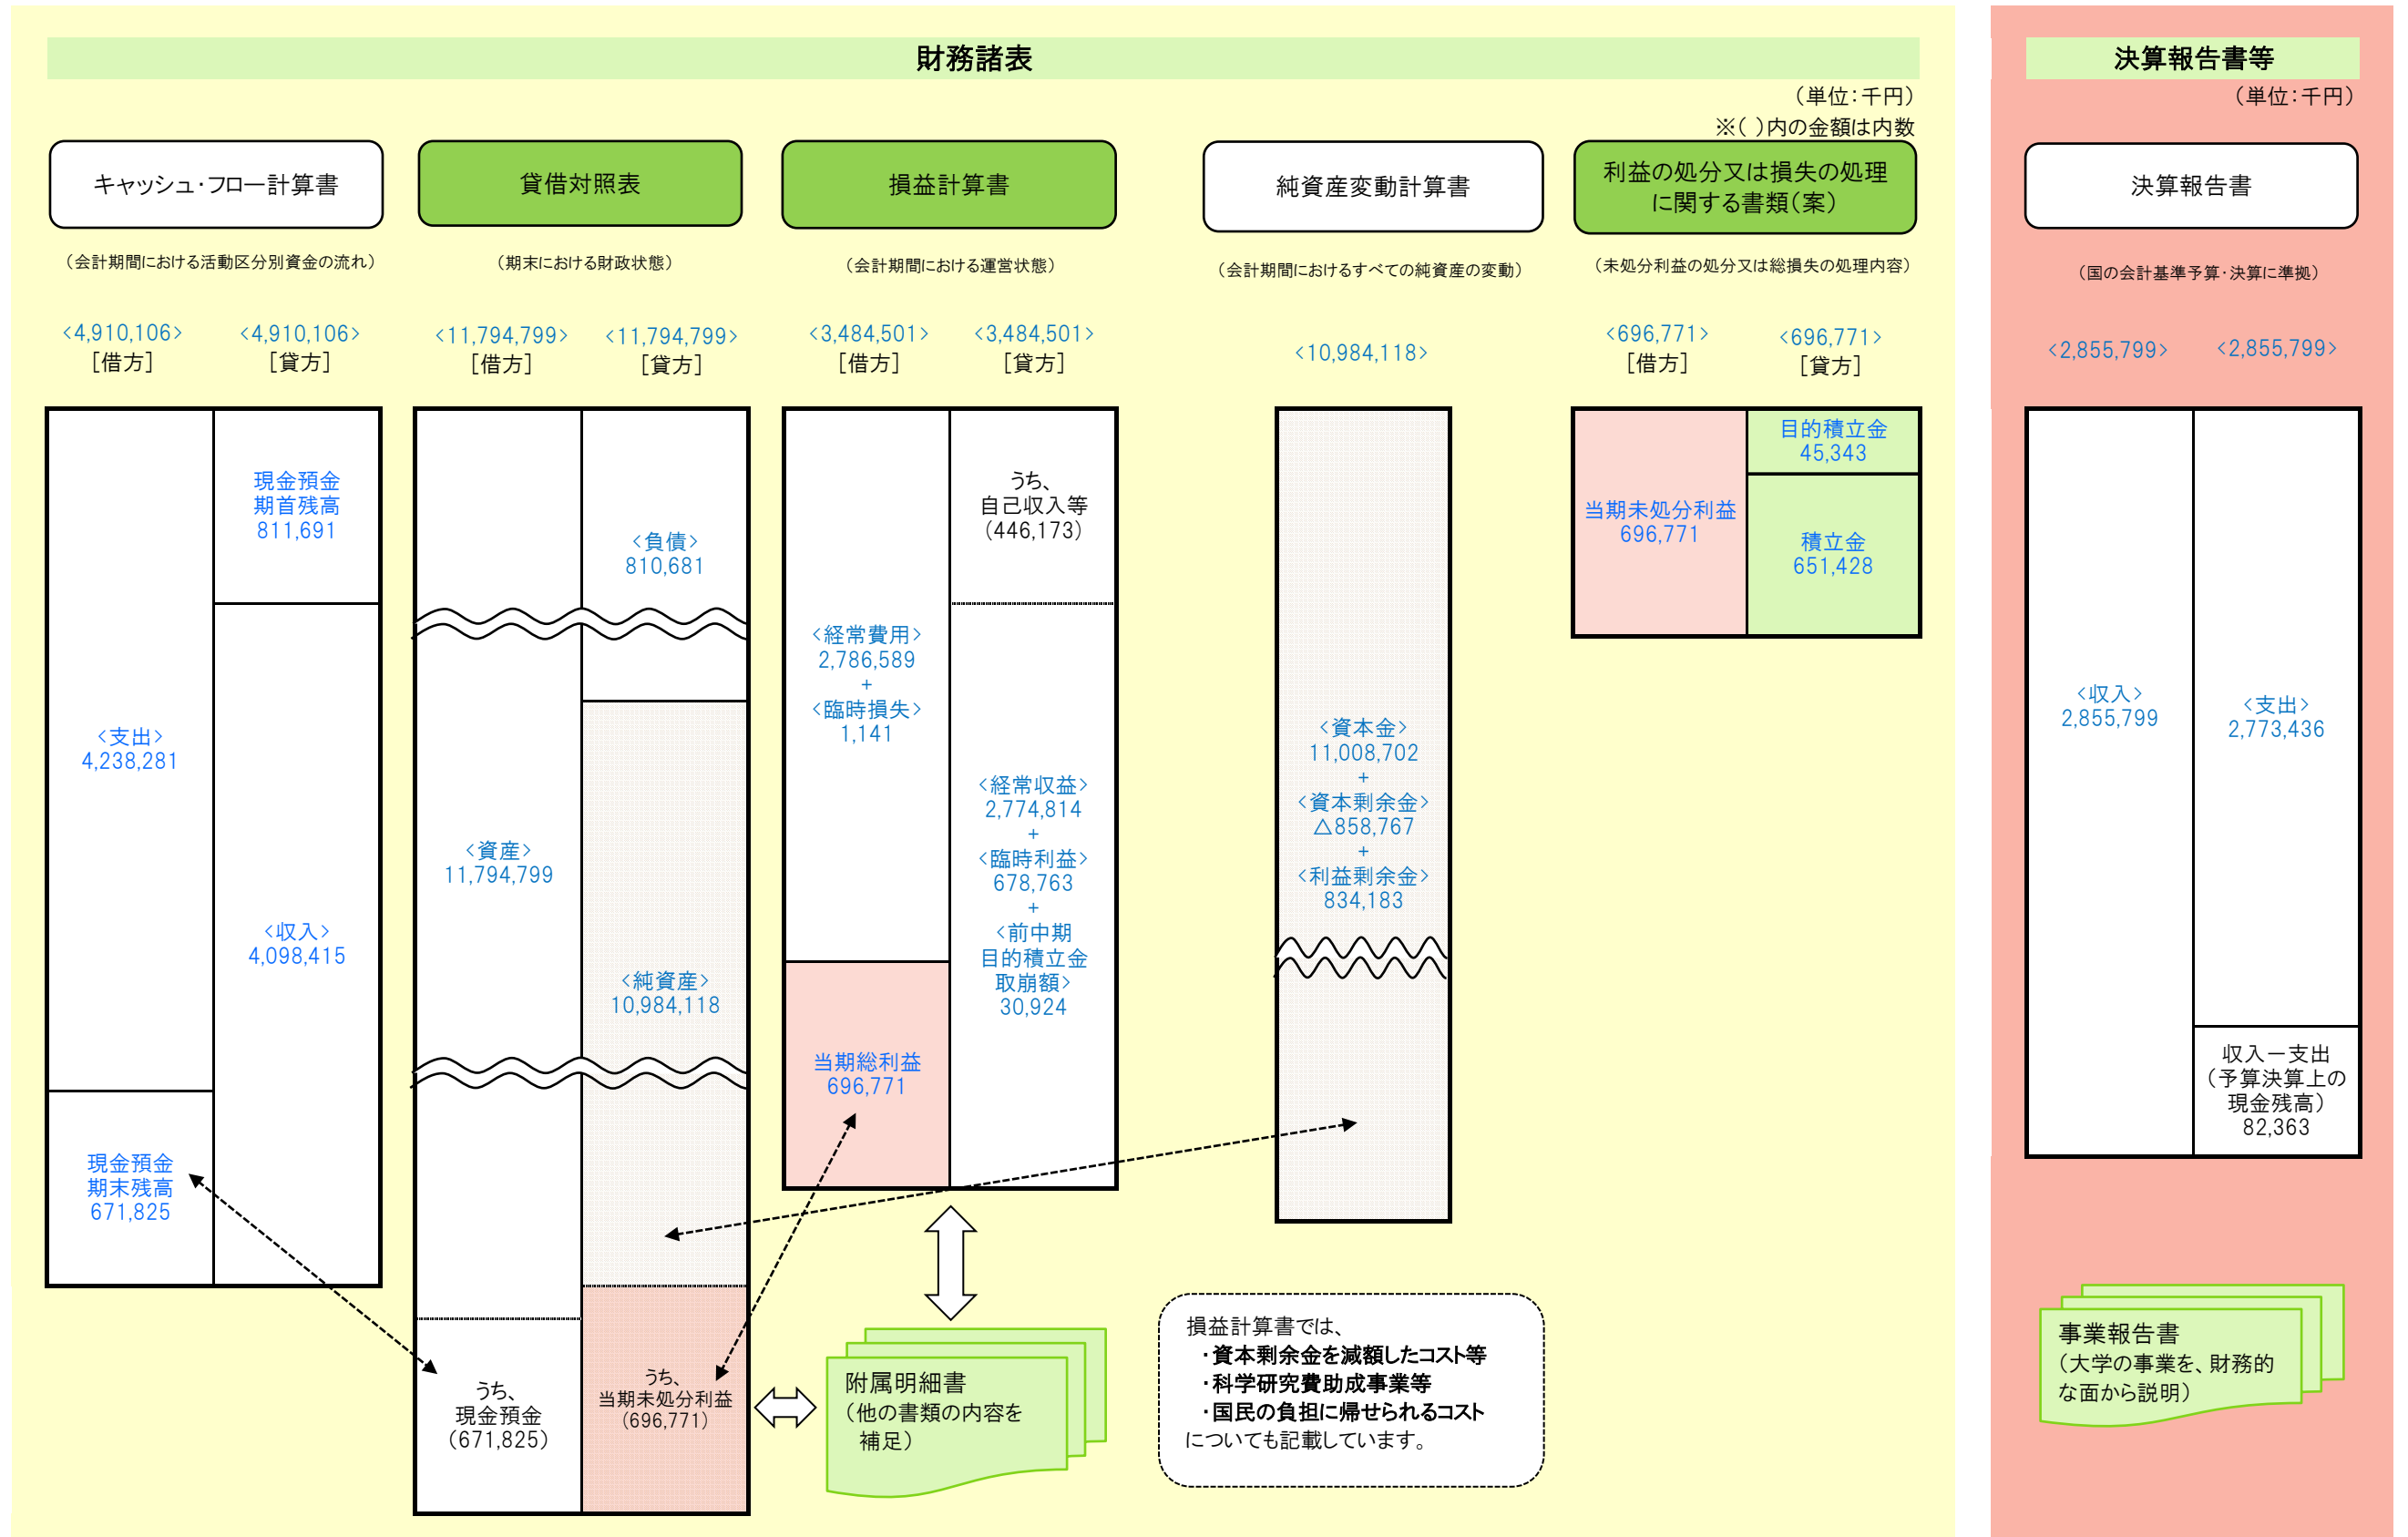 財務諸表
（単位：千円）
※（ ）内の金額は内数
キャッシュ・フロー計算書
（会計期間における活動区分別資金の流れ）
<4,910,106>
［借方］
<4,910,106>
［貸方］
<支出>
4,238,281
現金預金
期末残高
671,825
現金預金
期首残高
811,691
<収入>
4,098,415
貸借対照表
（期末における財政状態）
<11,794,799>
［借方］
<11,794,799>
［貸方］
<資産>
11,794,799
うち、
現金預金
（671,825）
<負債>
810,681
<純資産>
10,984,118
うち、
当期未処分利益
（696,771）
損益計算書
（会計期間における運営状態）
<3,484,501>
［借方］
<3,484,501>
［貸方］
<経常費用>
2,786,589
+
<臨時損失>
1,141
当期総利益
696,771
うち、
自己収入等
（446,173）
<経常収益>
2,774,814
+
<臨時利益>
678,763
+
<前中期
目的積立金
取崩額>
30,924
純資産変動計算書
（会計期間におけるすべての純資産の変動）
<10,984,118>
<資本金>
11,008,702
+
<資本剰余金>
△858,767
+
<利益剰余金>
834,183
利益の処分又は損失の処理
に関する書類（案）
（未処分利益の処分又は総損失の処理内容）
<696,771>
［借方］
<696,771>
［貸方］
当期未処分利益
696,771
目的積立金
45,343
積立金
651,428
附属明細書
（他の書類の内容を
補足）
損益計算書では、
・資本剰余金を減額したコスト等
・科学研究費助成事業等
・国民の負担に帰せられるコスト
についても記載しています。
決算報告書等
（単位：千円）
決算報告書
（国の会計基準予算・決算に準拠）
<2,855,799>
<2,855,799>
<収入>
2,855,799
<支出>
2,773,436
収入－支出
（予算決算上の
現金残高）
82,363
事業報告書
（大学の事業を、財務的
な面から説明）